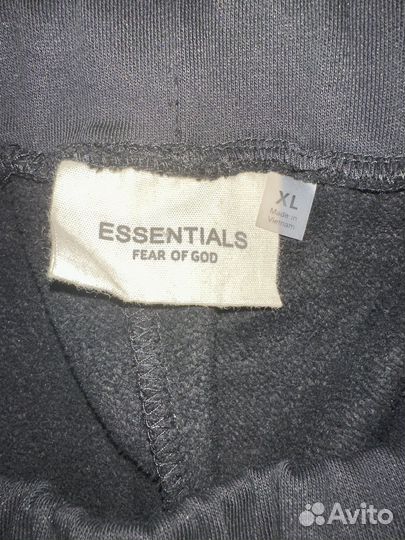 ESSENTIALS
FEAR OF GOD
XL
Made in
Vietnam
Avito